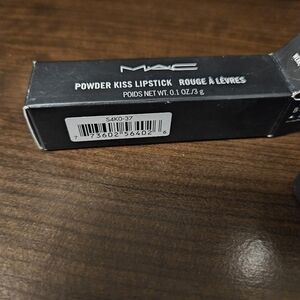 MAC
POWDER KISS LIPSTICK ROUGE À LÈVRES
POIDS NET WT. 0.1 OZ/3 g
S4K0-37
7 73602 56402 6